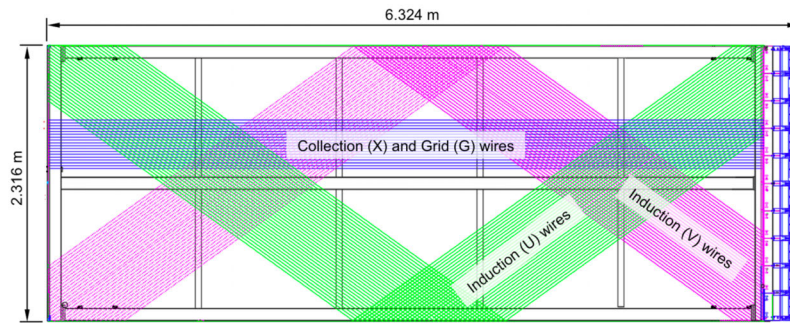 6.324 m
2.316 m
Collection (X) and Grid (G) wires
Induction (U) wires
Induction (V) wires